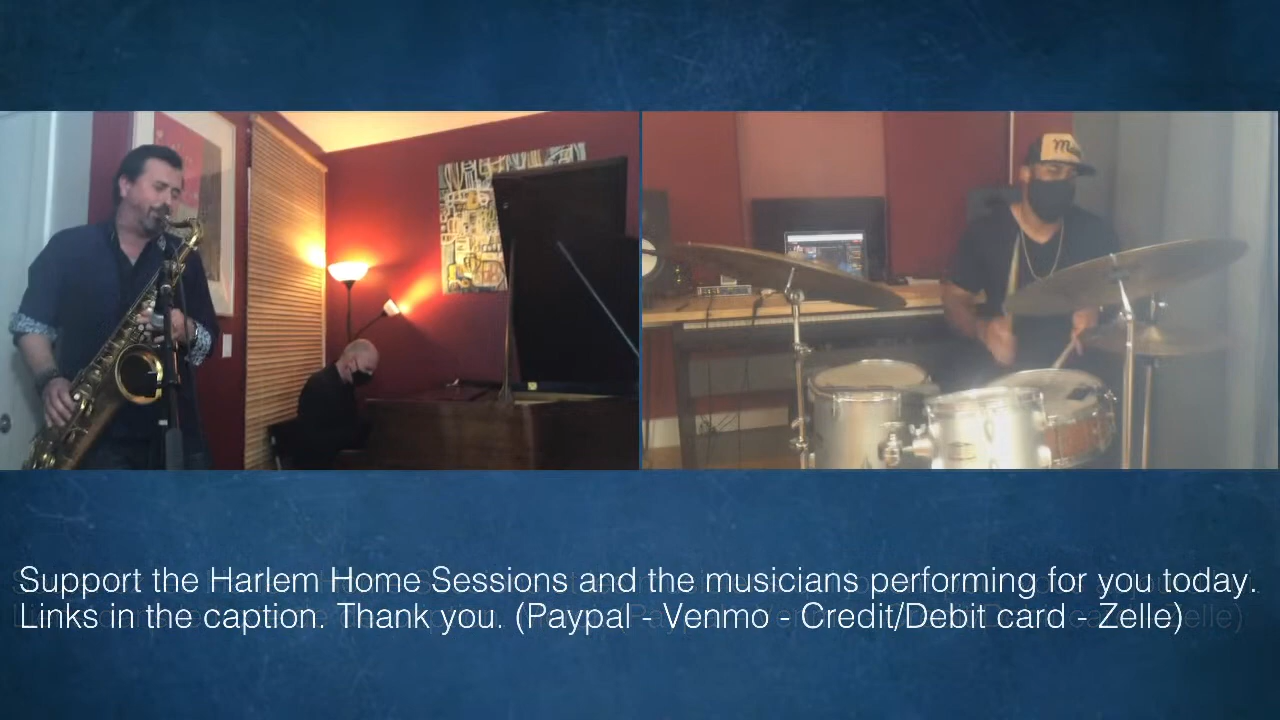 Support the Harlem Home Sessions and the musicians performing for you today.
Links in the caption. Thank you. (Paypal - Venmo - Credit/Debit card - Zelle)